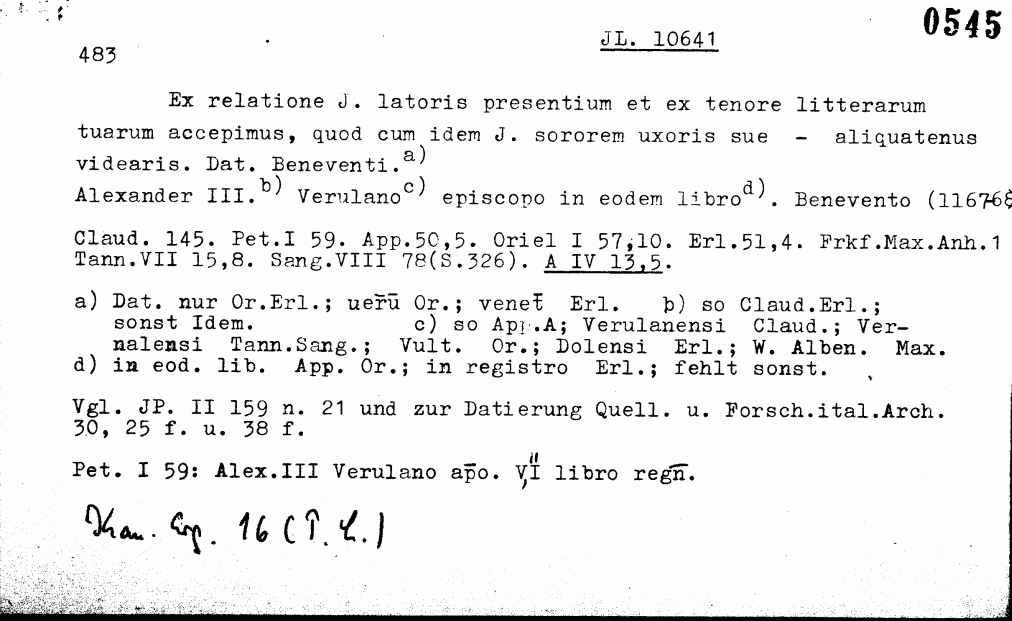 0545
483
JL. 10641
Ex relatione J. latoris presentium et ex tenore litterarum
tuarum accepimus, quod cum idem J. sororem uxoris sue - aliquatenus
videaris. Dat. Beneventi.a)
Alexander III.b) Verulano c) episcopo in eodem libro d). Benevento (1167
Claud. 145. Pet.I 59. App.50,5. Oriel I 57,10. Erl.51,4. Frkf.Max.Anh.1
Tann.VII 15,8. Sang.VIII 78(S.326). A IV 13,5.
a) Dat. nur Or.Erl.; uerū Or.; venet̄ Erl. b) so Claud.Erl.;
sonst Idem. c) so App.A; Verulanensi Claud.; Ver-
nalensi Tann.Sang.; Vult. Or.; Dolensi Erl.; W. Alben. Max.
d) in eod. lib. App. Or.; in registro Erl.; fehlt sonst.
Vgl. JP. II 159 n. 21 und zur Datierung Quell. u. Forsch.ital.Arch.
30, 25 f. u. 38 f.
Pet. I 59: Alex.III Verulano ap̄o. VII libro regn̄.
16 (T. L.)